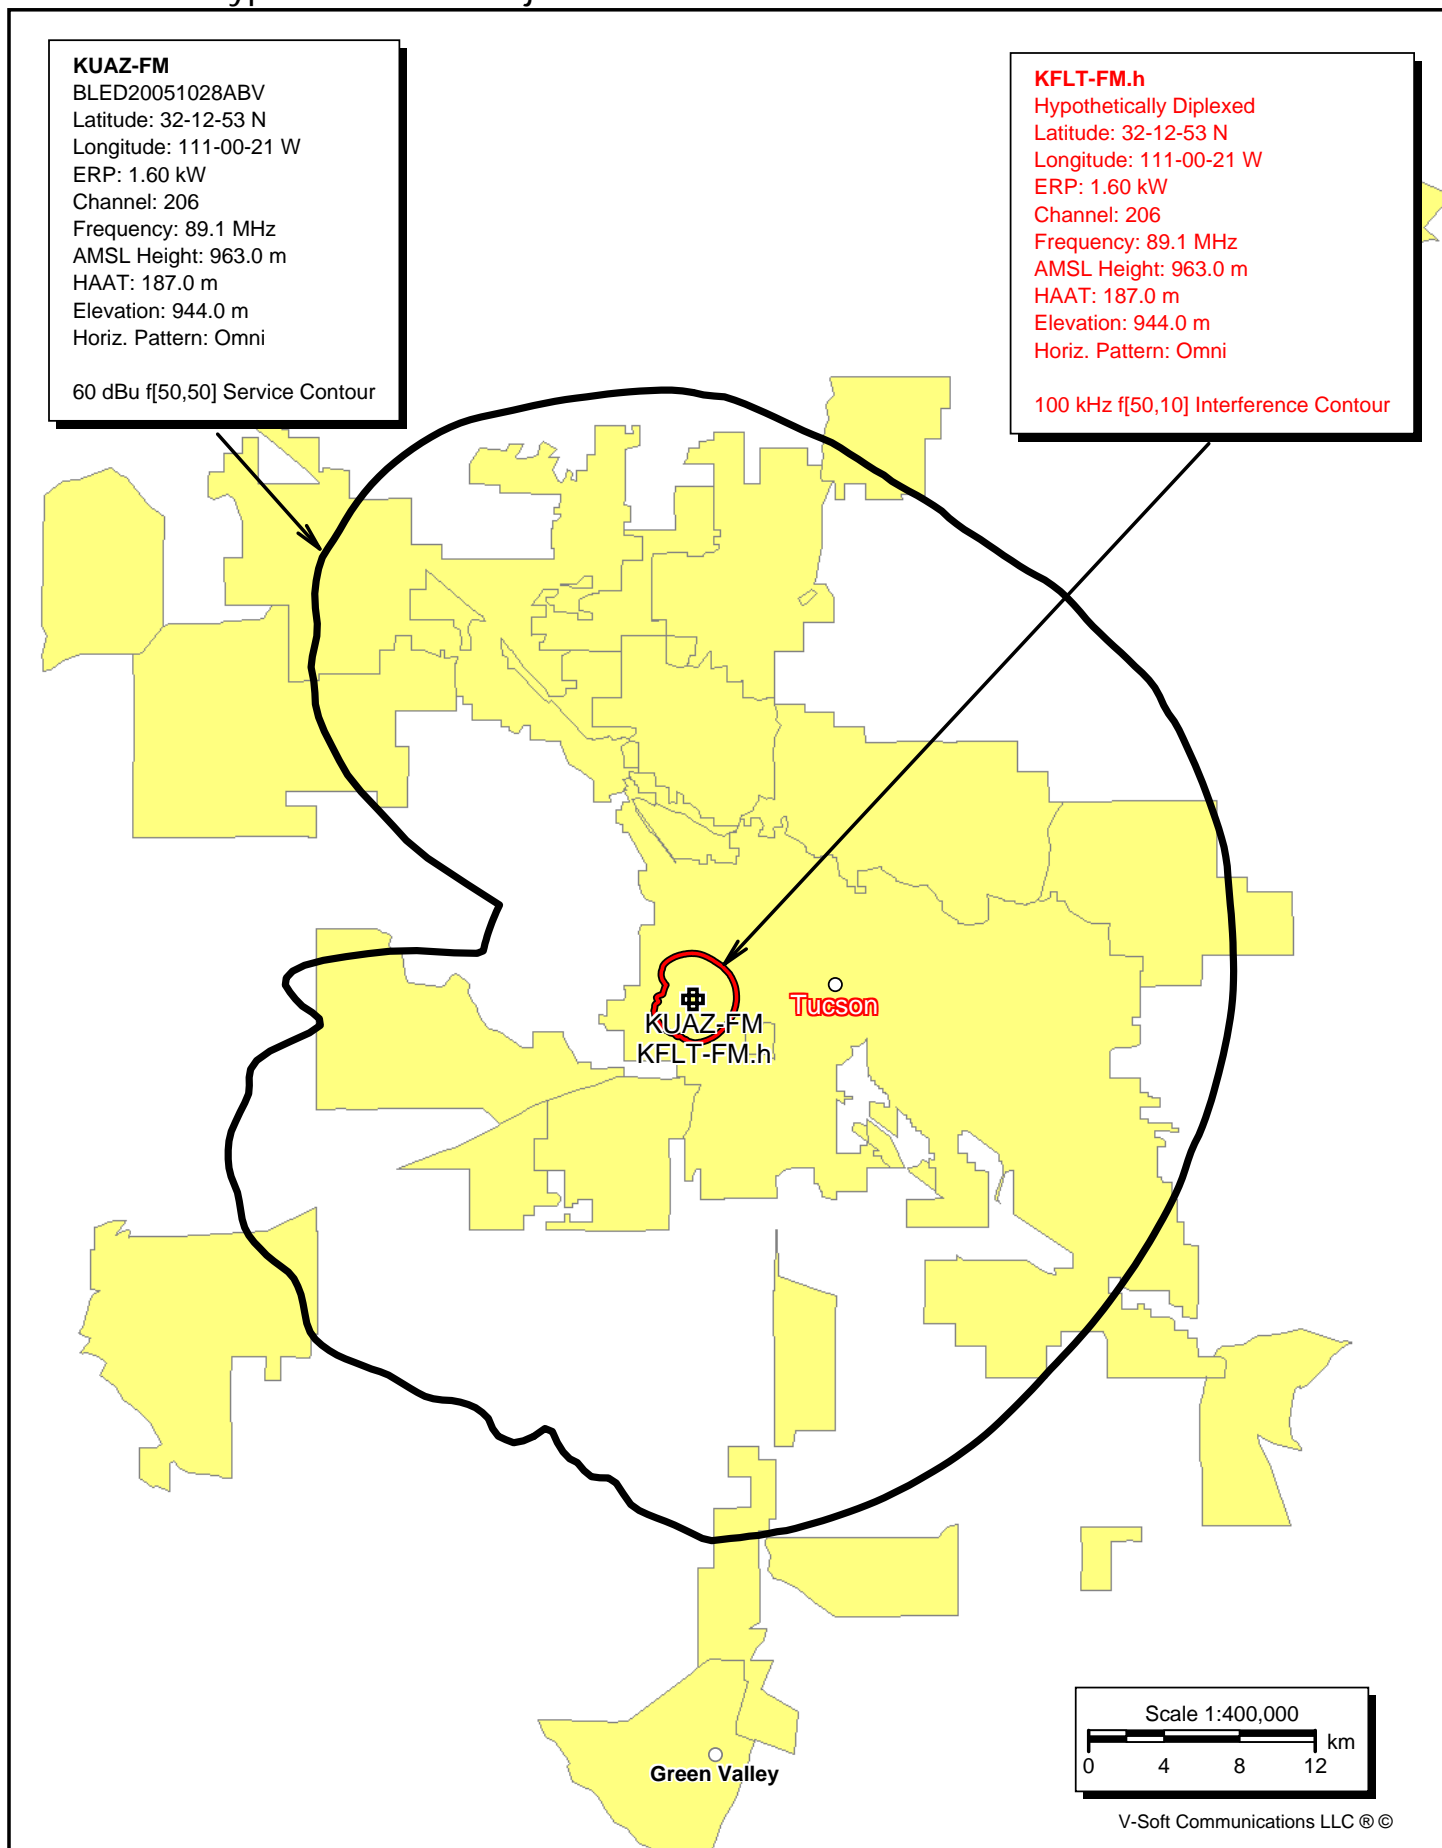 KUAZ-FM
BLED20051028ABV
Latitude: 32-12-53 N
Longitude: 111-00-21 W
ERP: 1.60 kW
Channel: 206
Frequency: 89.1 MHz
AMSL Height: 963.0 m
HAAT: 187.0 m
Elevation: 944.0 m
Horiz. Pattern: Omni
60 dBu f[50,50] Service Contour
KFLT-FM.h
Hypothetically Diplexed
Latitude: 32-12-53 N
Longitude: 111-00-21 W
ERP: 1.60 kW
Channel: 206
Frequency: 89.1 MHz
AMSL Height: 963.0 m
HAAT: 187.0 m
Elevation: 944.0 m
Horiz. Pattern: Omni
100 kHz f[50,10] Interference Contour
Tucson
KUAZ-FM
KFLT-FM.h
Green Valley
Scale 1:400,000
km
0 4 8 12
V-Soft Communications LLC ® ©